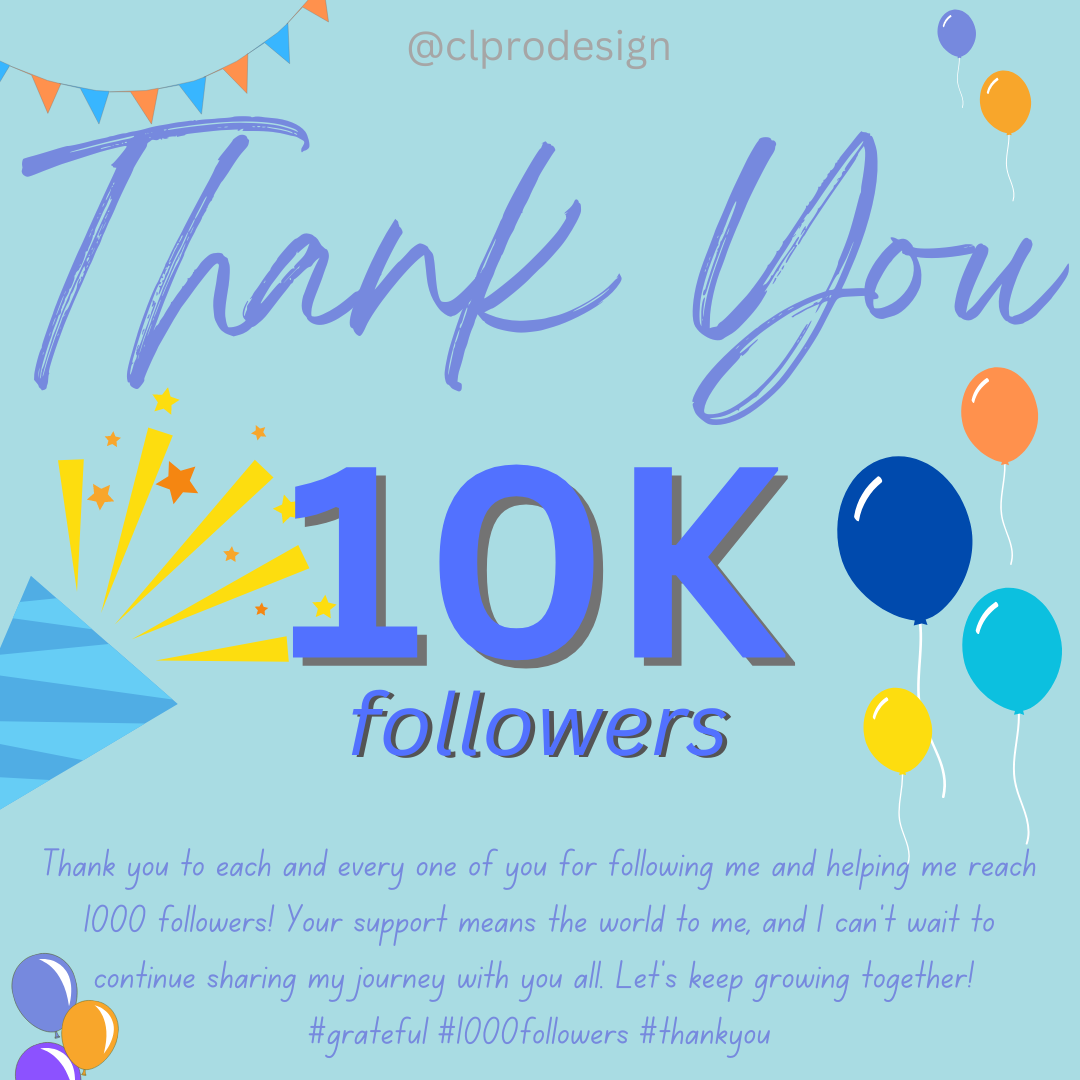 @clprodesign
Thank You
10K
followers
Thank you to each and every one of you for following me and helping me reach
1000 followers! Your support means the world to me, and I can't wait to
continue sharing my journey with you all. Let's keep growing together!
#grateful #1000followers #thankyou